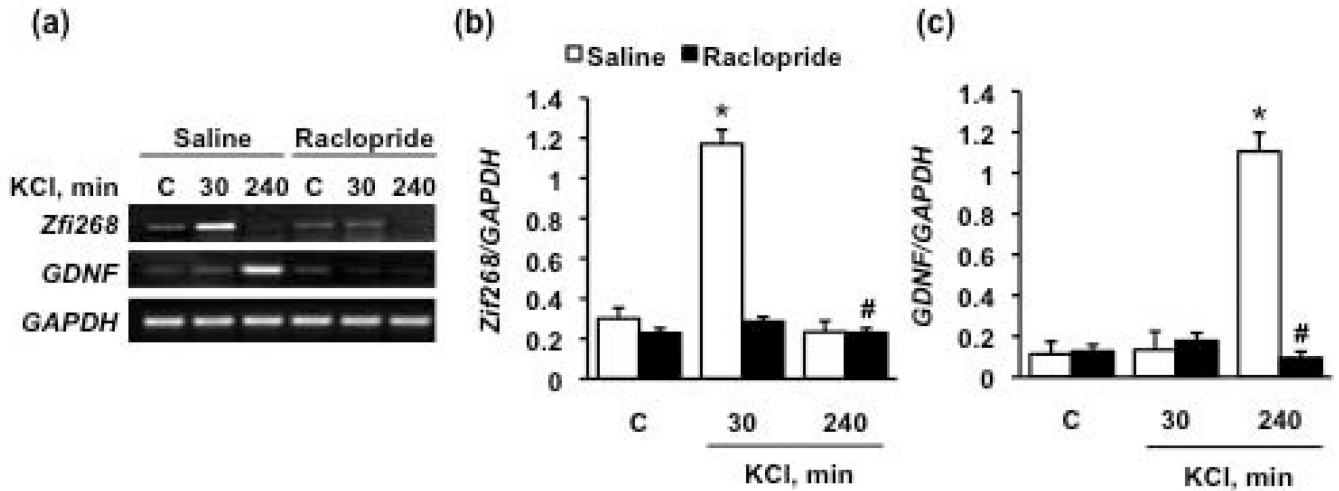 (a)
Saline Raclopride
KCl, min C 30 240 C 30 240
Zfi268
GDNF
GAPDH
(b)
Saline Raclopride
Zif268/GAPDH
1.4
1.2
1
0.8
0.6
0.4
0.2
0
*
#
C 30 240
KCl, min
(c)
GDNF/GAPDH
1.4
1.2
1
0.8
0.6
0.4
0.2
0
*
#
C 30 240
KCl, min